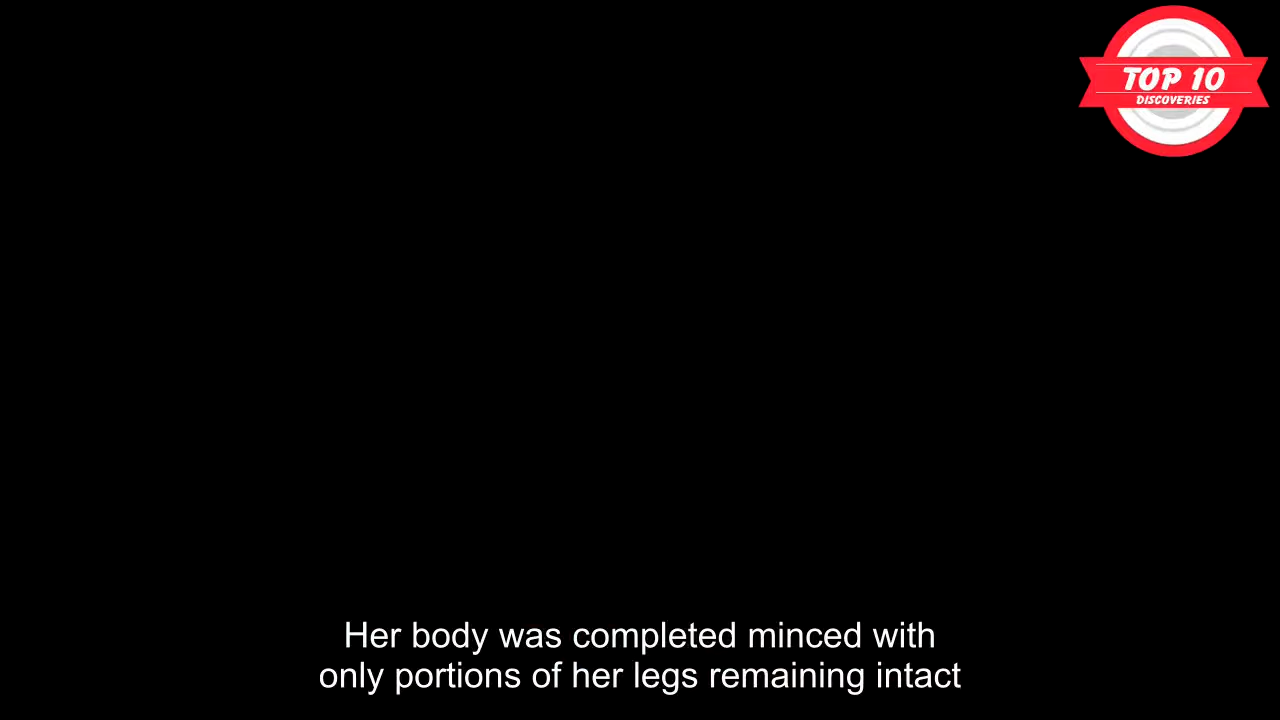 TOP 10
DISCOVERIES
Her body was completed minced with
only portions of her legs remaining intact